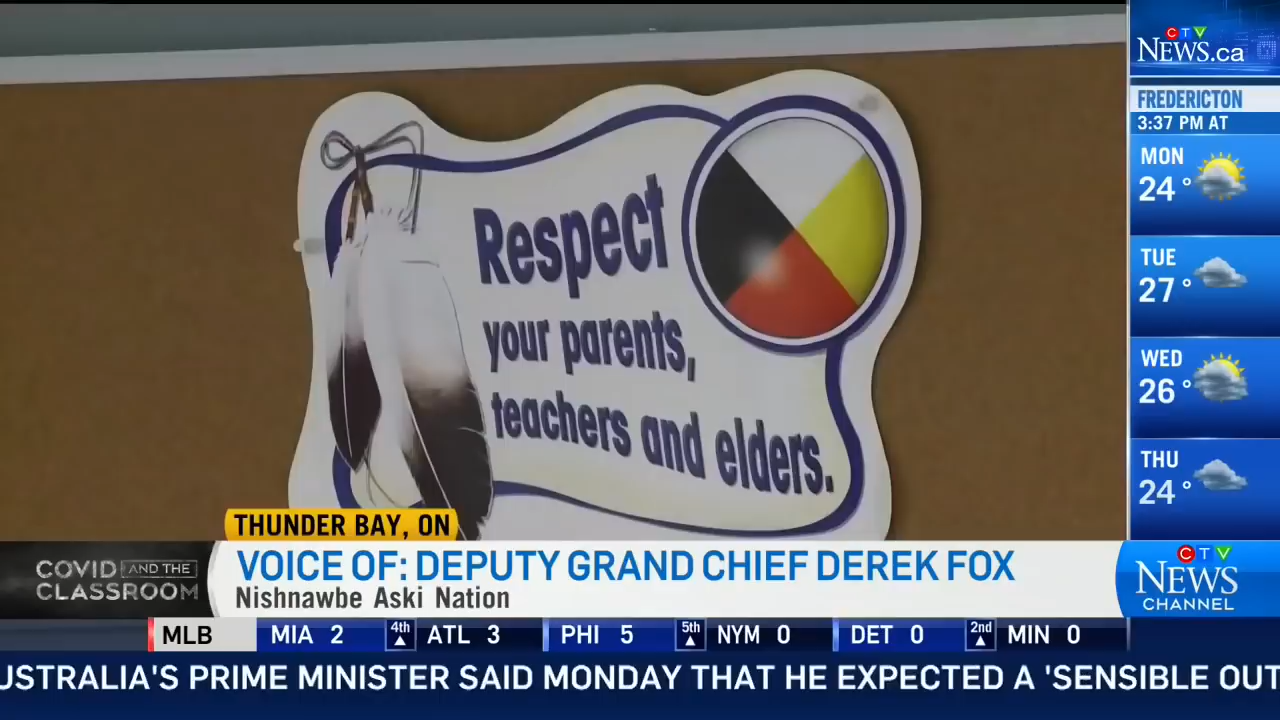 Respect
your parents,
teachers and elders.
THUNDER BAY, ON
COVID AND THE
CLASSROOM
VOICE OF: DEPUTY GRAND CHIEF DEREK FOX
Nishnawbe Aski Nation
MLB MIA 2 4th ATL 3 PHI 5 5th NYM 0 DET 0 2nd MIN 0
USTRALIA'S PRIME MINISTER SAID MONDAY THAT HE EXPECTED A 'SENSIBLE OUT
CTV
NEWS.ca
FREDERICTON
3:37 PM AT
MON
24°
TUE
27°
WED
26°
THU
24°
CTV
NEWS
CHANNEL